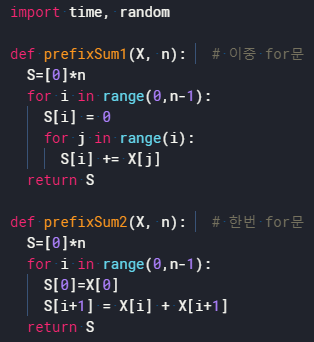 import time, random
def prefixSum1(X, n): # 이중 for문
S=[0]*n
for i in range(0,n-1):
S[i] = 0
for j in range(i):
S[i] += X[j]
return S
def prefixSum2(X, n): # 한번 for문
S=[0]*n
for i in range(0,n-1):
S[0]=X[0]
S[i+1] = X[i] + X[i+1]
return S